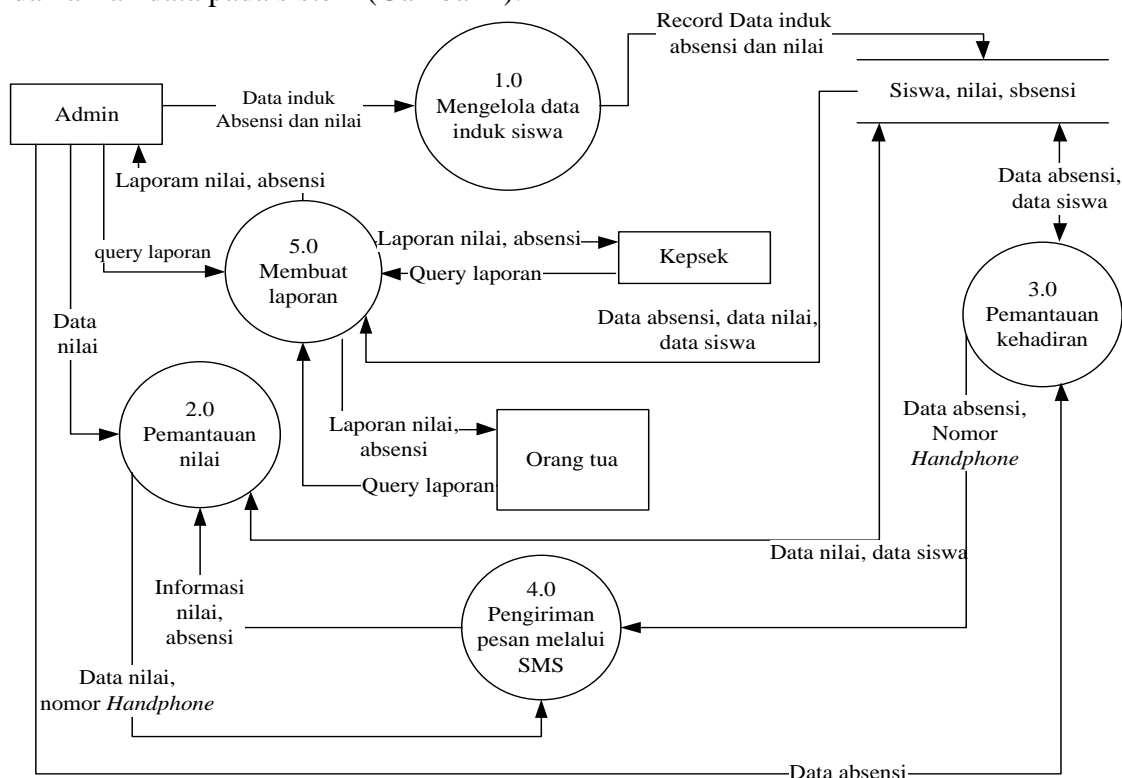 Record Data induk
absensi dan nilai
1.0
Mengelola data
induk siswa
Siswa, nilai, sbsensi
Admin
Data induk
Absensi dan nilai
Laporam nilai, absensi
Data absensi,
data siswa
query laporan
5.0
Membuat
laporan
Laporan nilai, absensi
Query laporan
Kepsek
3.0
Pemantauan
kehadiran
Data
nilai
Data absensi, data nilai,
data siswa
2.0
Pemantauan
nilai
Laporan nilai,
absensi
Query laporan
Orang tua
Data absensi,
Nomor
Handphone
Data nilai, data siswa
Informasi
nilai,
absensi
4.0
Pengiriman
pesan melalui
SMS
Data nilai,
nomor Handphone
Data absensi